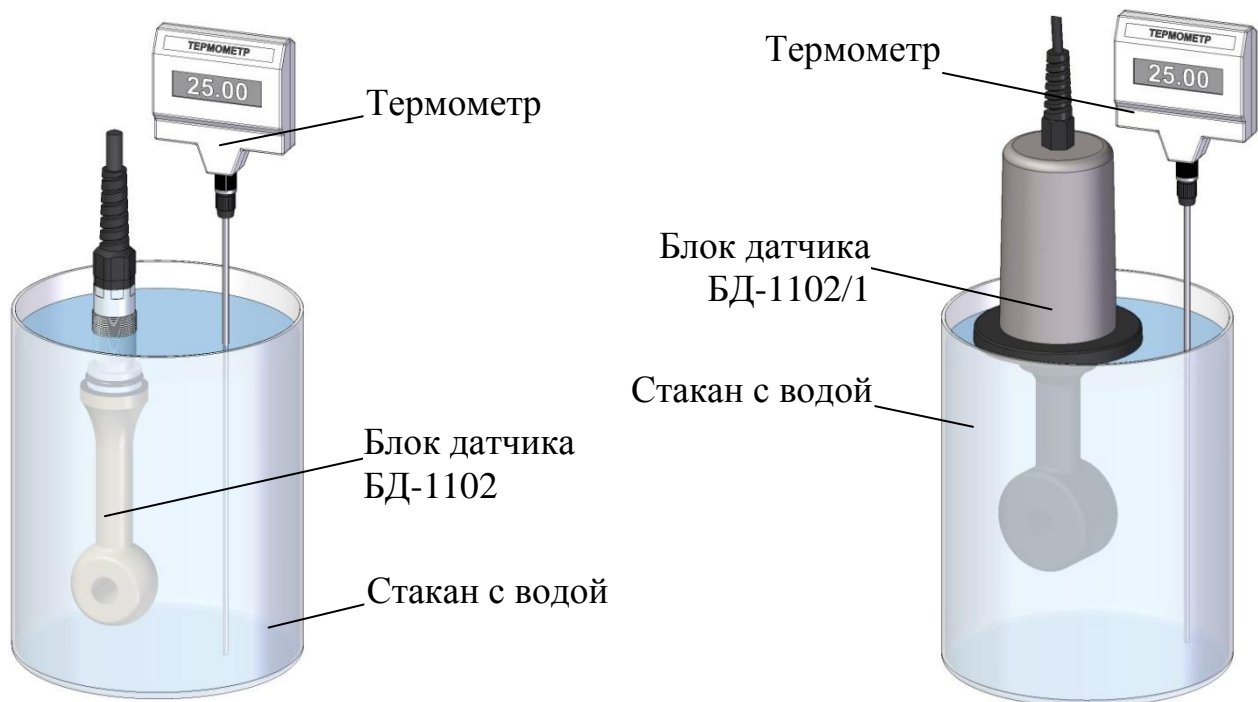 ТЕРМОМЕТР
25.00
Термометр
Блок датчика
БД-1102
Стакан с водой
ТЕРМОМЕТР
25.00
Термометр
Блок датчика
БД-1102/1
Стакан с водой